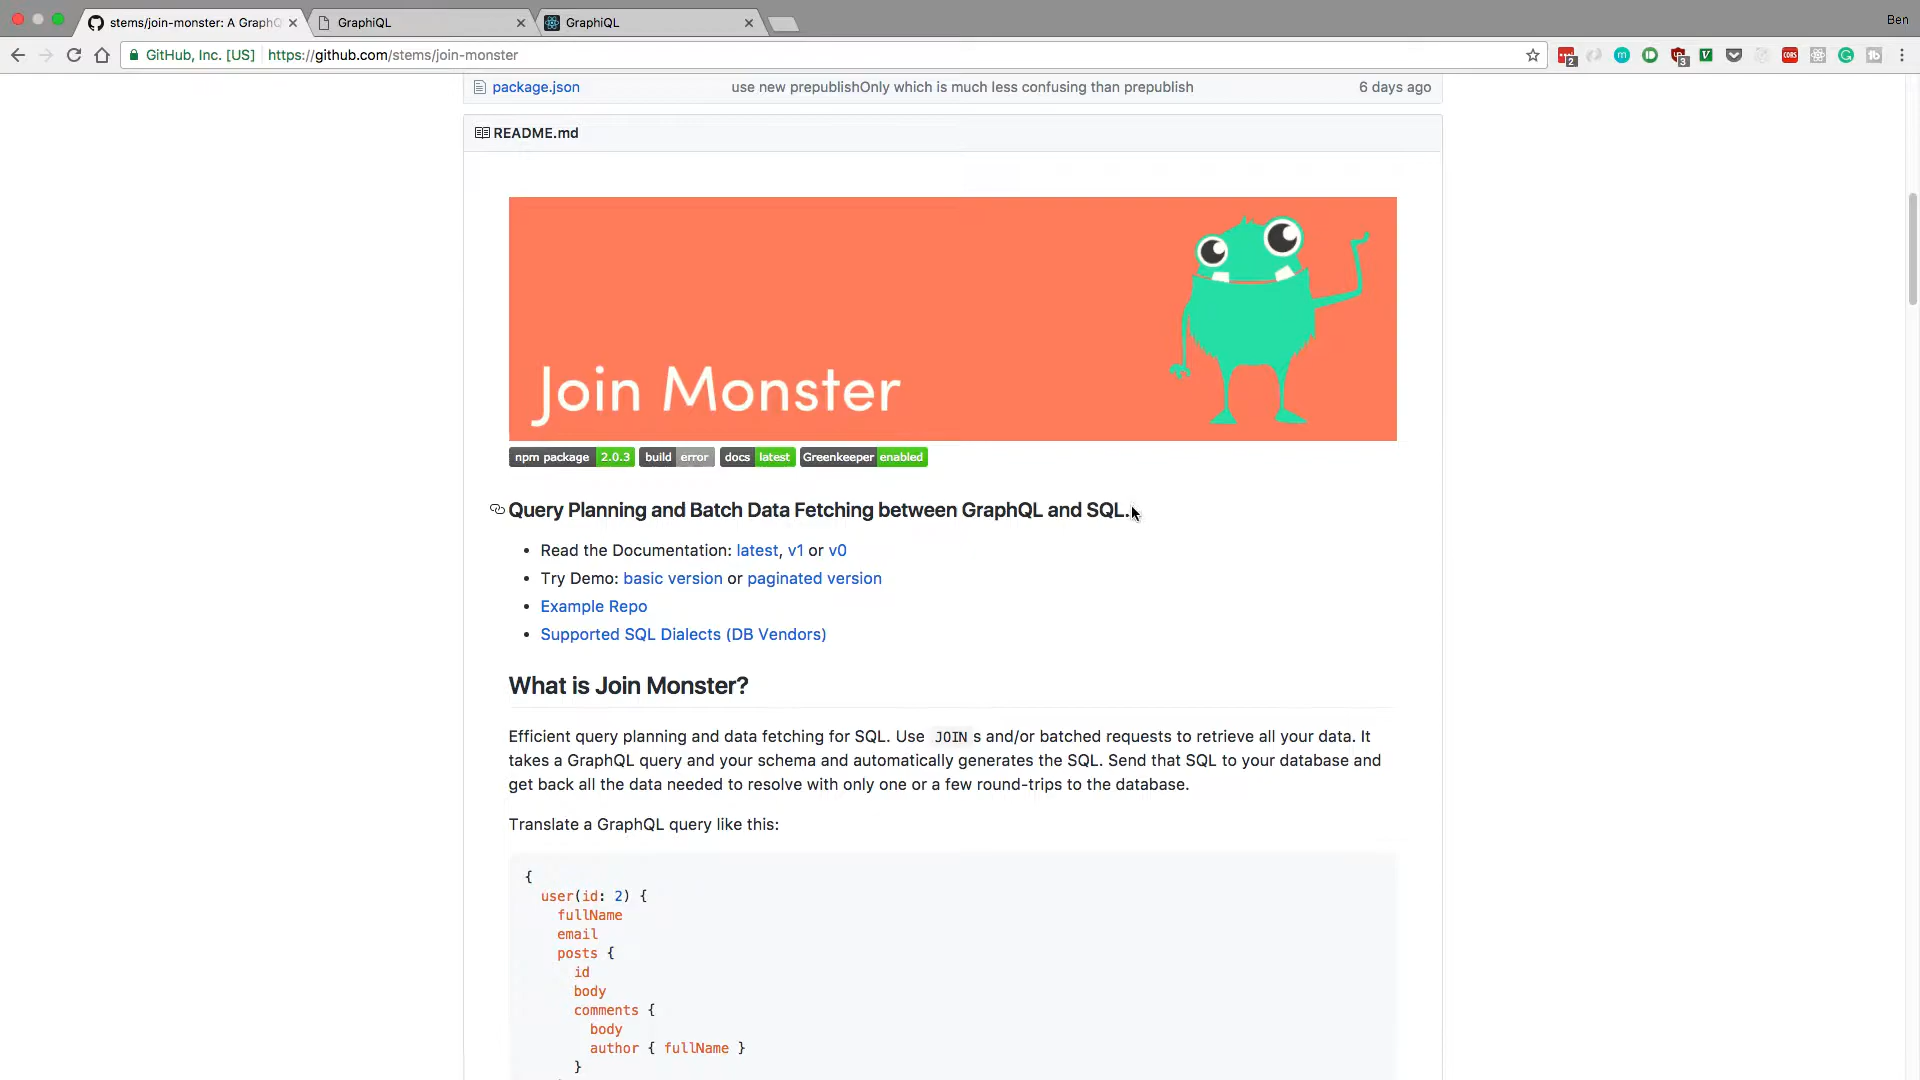 stems/join-monster: A GraphQ
GraphiQL
GraphiQL
Ben
GitHub, Inc. [US]
https://github.com/stems/join-monster
package.json
use new prepublishOnly which is much less confusing than prepublish
6 days ago
README.md
Join Monster
npm package 2.0.3
build error
docs latest
Greenkeeper enabled
Query Planning and Batch Data Fetching between GraphQL and SQL.
• Read the Documentation: latest, v1 or v0
• Try Demo: basic version or paginated version
• Example Repo
• Supported SQL Dialects (DB Vendors)
What is Join Monster?
Efficient query planning and data fetching for SQL. Use JOIN s and/or batched requests to retrieve all your data. It
takes a GraphQL query and your schema and automatically generates the SQL. Send that SQL to your database and
get back all the data needed to resolve with only one or a few round-trips to the database.
Translate a GraphQL query like this:
{
user(id: 2) {
fullName
email
posts {
id
body
comments {
body
author { fullName }
}